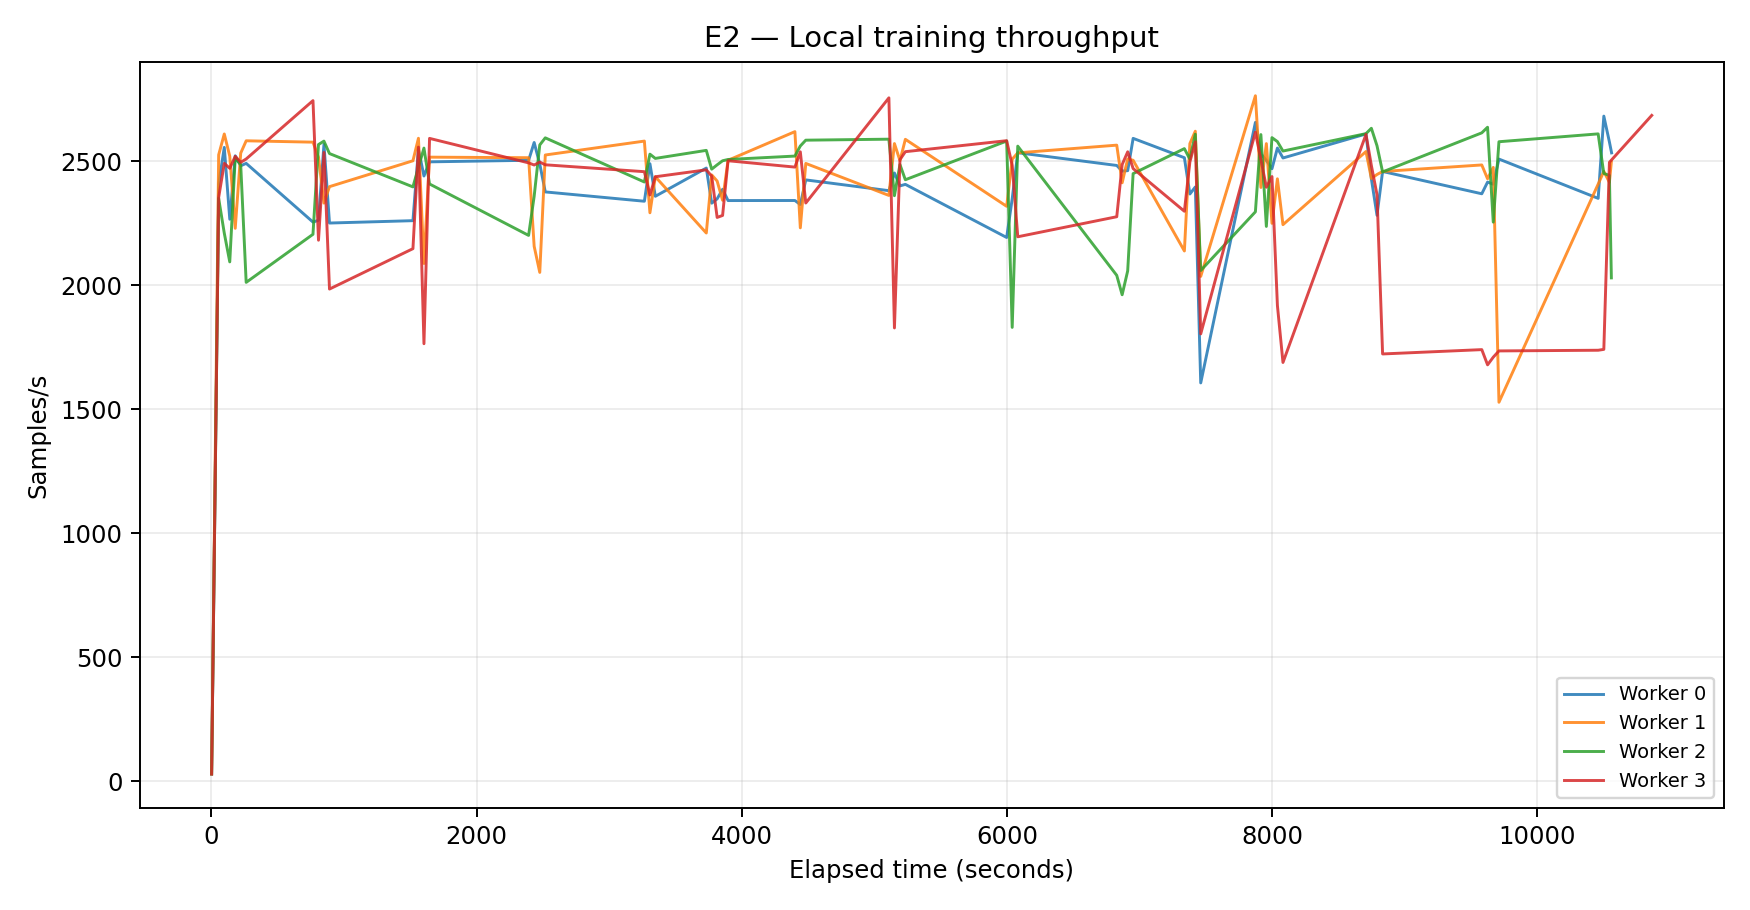 E2 — Local training throughput
Samples/s
2500
2000
1500
1000
500
0
0 2000 4000 6000 8000 10000
Elapsed time (seconds)
Worker 0
Worker 1
Worker 2
Worker 3